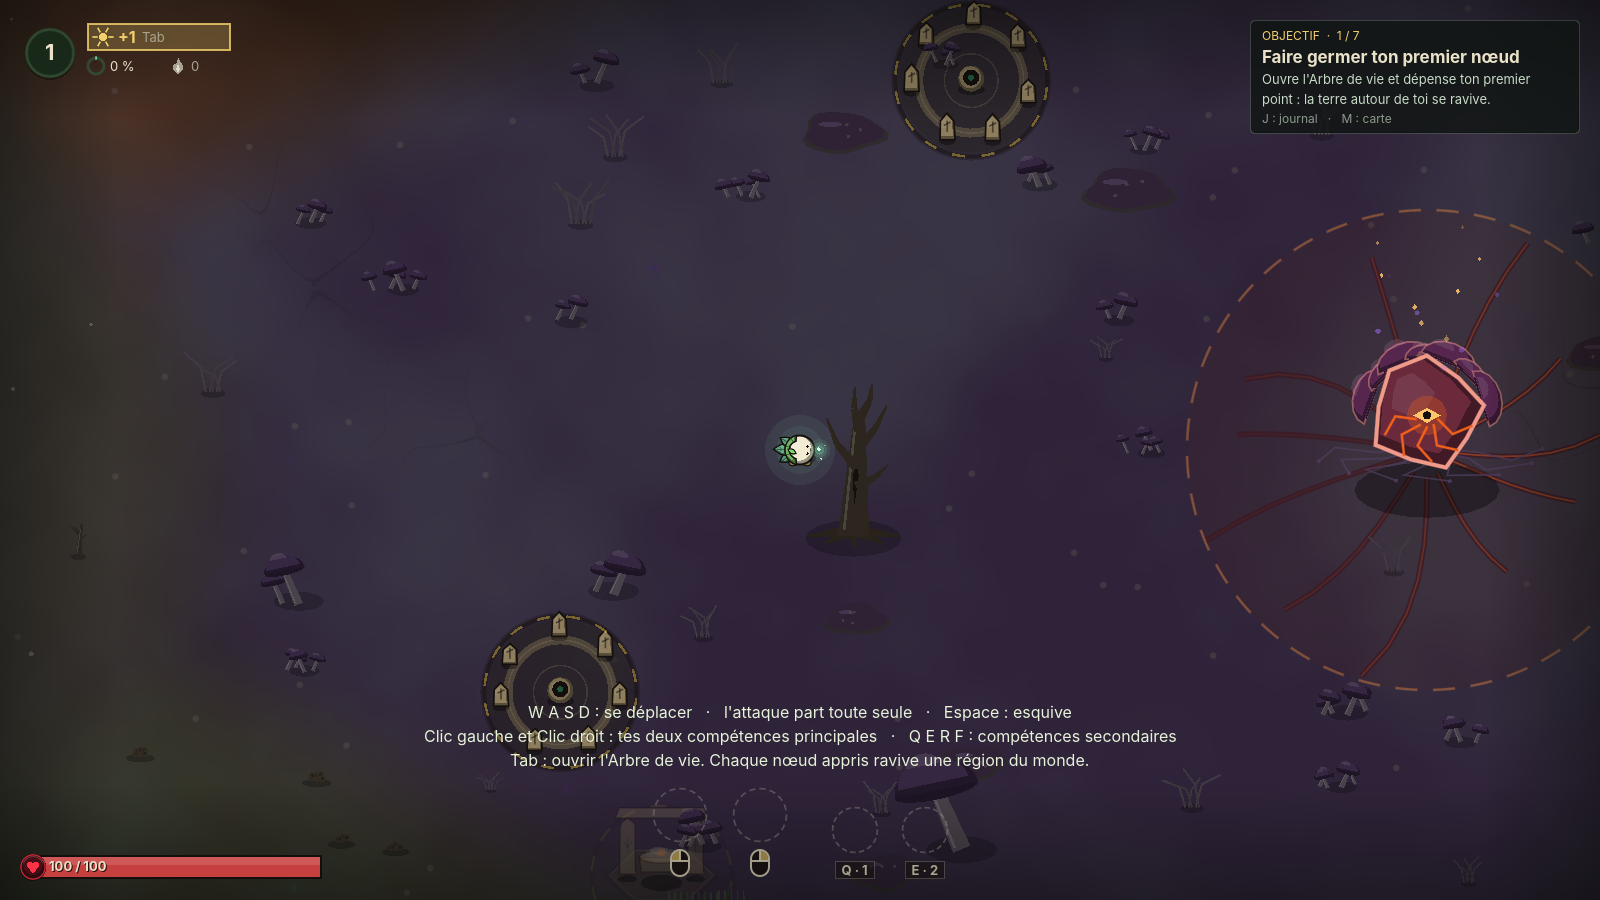 1
+1 Tab
0 %
0
OBJECTIF · 1 / 7
Faire germer ton premier nœud
Ouvre l'Arbre de vie et dépense ton premier
point : la terre autour de toi se ravive.
J : journal · M : carte
W A S D : se déplacer · l'attaque part toute seule · Espace : esquive
Clic gauche et Clic droit : tes deux compétences principales · Q E R F : compétences secondaires
Tab : ouvrir l'Arbre de vie. Chaque nœud appris ravive une région du monde.
100 / 100
Q · 1
E · 2